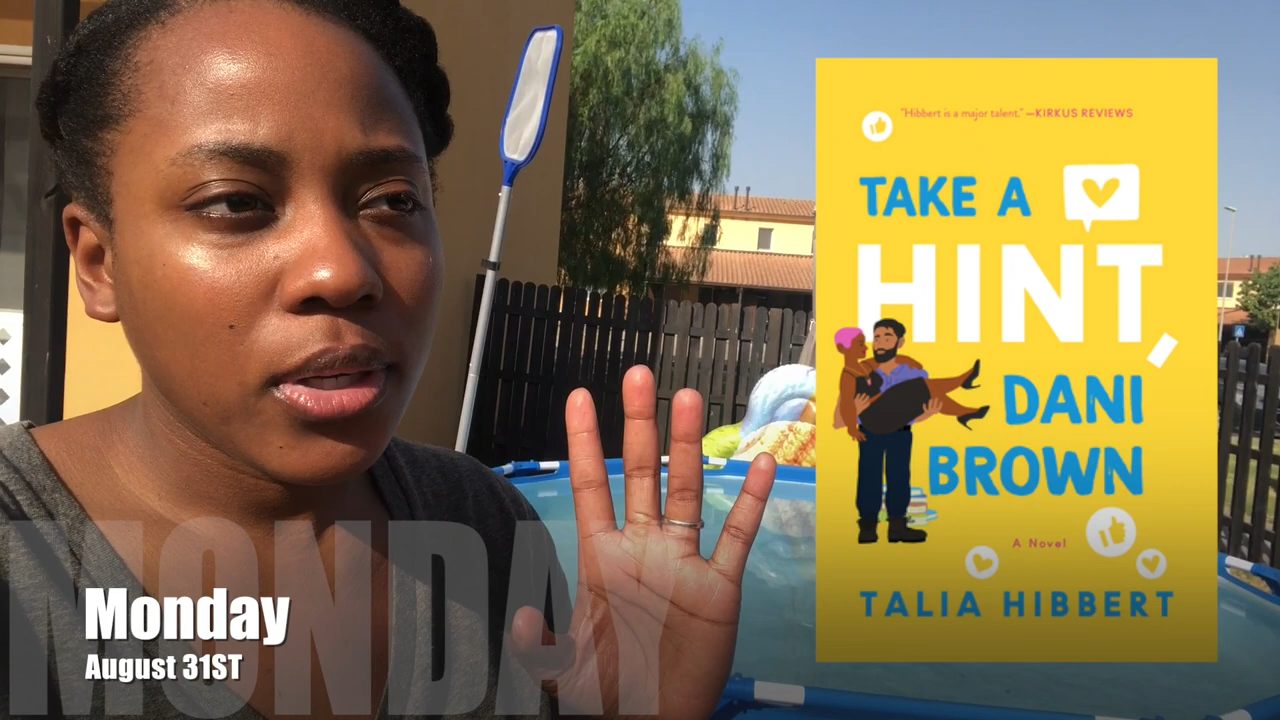 "Hibbert is a major talent." —KIRKUS REVIEWS
TAKE A
HINT,
DANI
BROWN
A Novel
TALIA HIBBERT
MONDAY
Monday
August 31ST